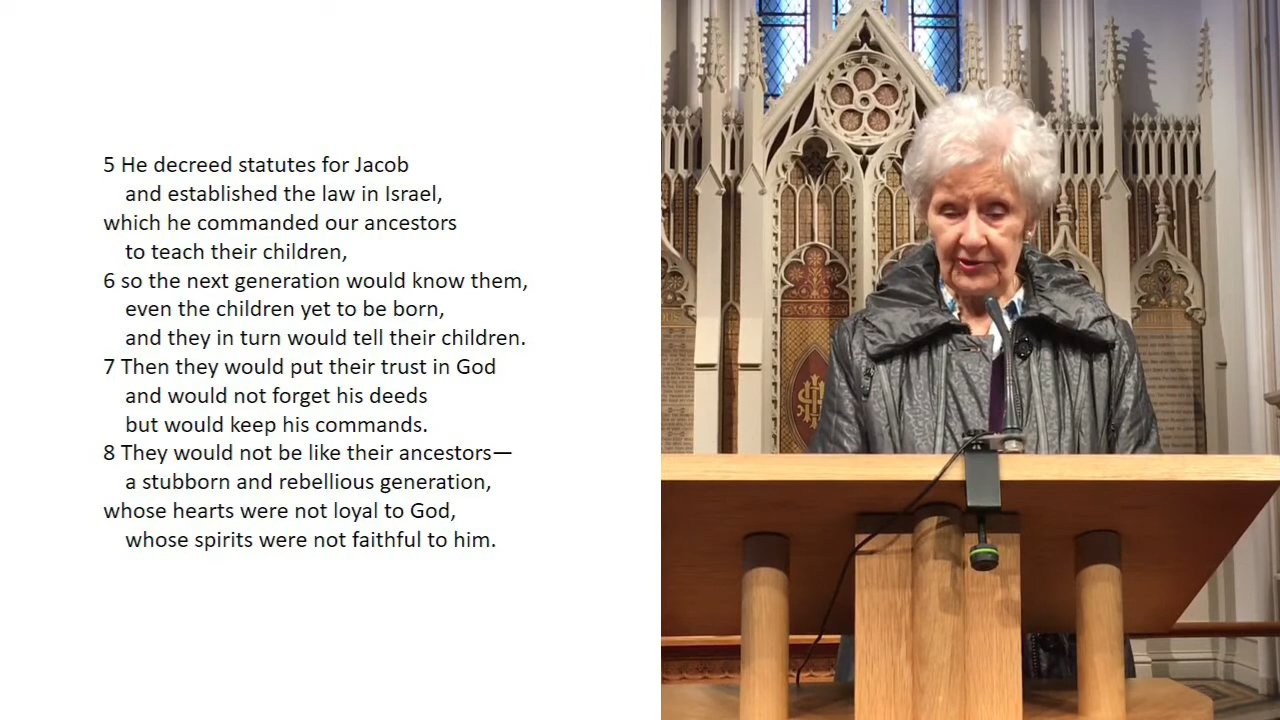 5 He decreed statutes for Jacob
and established the law in Israel,
which he commanded our ancestors
to teach their children,
6 so the next generation would know them,
even the children yet to be born,
and they in turn would tell their children.
7 Then they would put their trust in God
and would not forget his deeds
but would keep his commands.
8 They would not be like their ancestors—
a stubborn and rebellious generation,
whose hearts were not loyal to God,
whose spirits were not faithful to him.